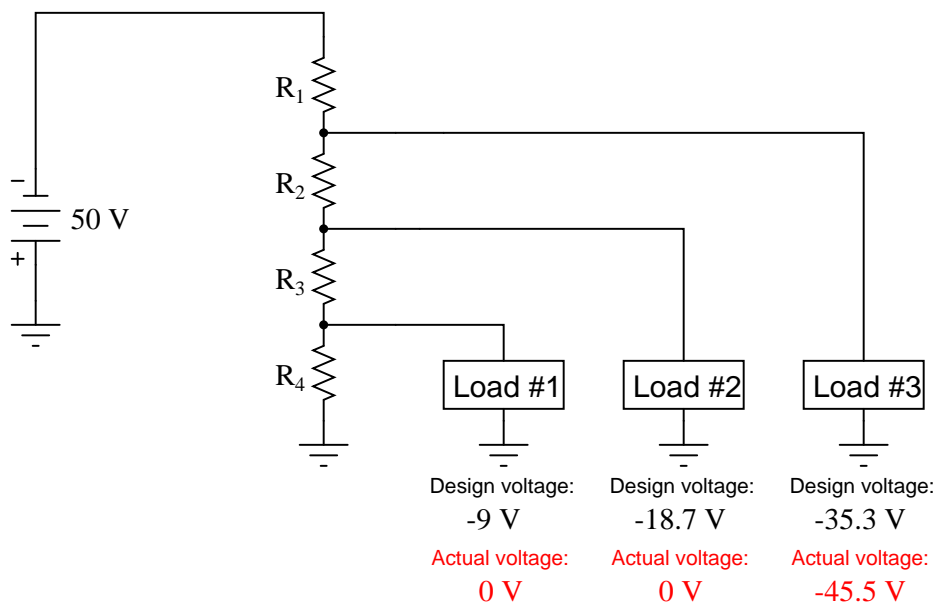 R1
−
R2
50 V
+
R3
R4
Load #1 Load #2 Load #3
Design voltage: Design voltage: Design voltage:
-9 V -18.7 V -35.3 V
Actual voltage: Actual voltage: Actual voltage:
0 V 0 V -45.5 V